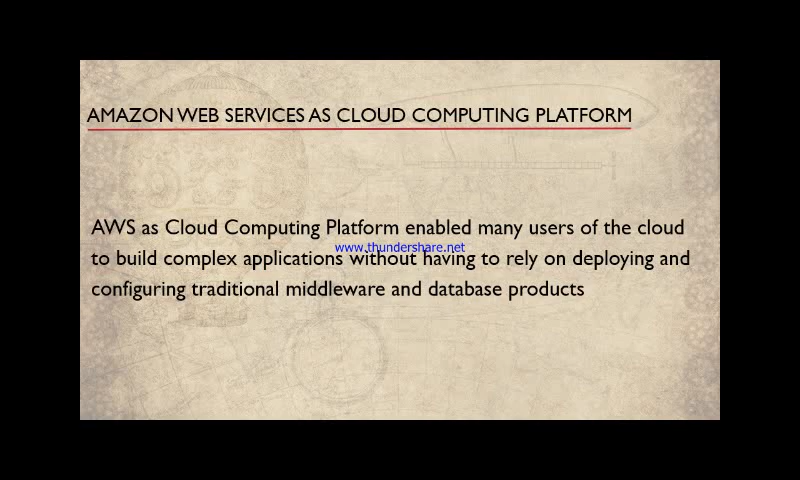 AMAZON WEB SERVICES AS CLOUD COMPUTING PLATFORM
AWS as Cloud Computing Platform enabled many users of the cloud
www.thundershare.net
to build complex applications without having to rely on deploying and
configuring traditional middleware and database products